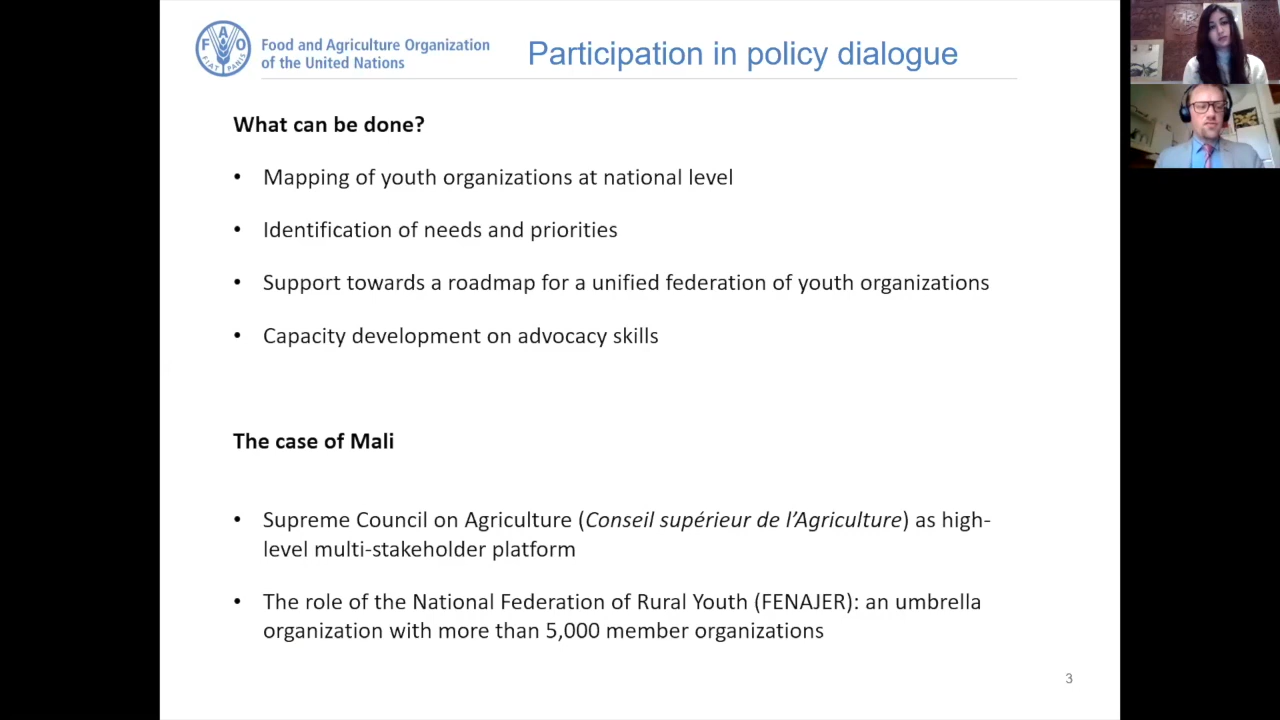 F A O
FIAT PANIS
Food and Agriculture Organization
of the United Nations
Participation in policy dialogue
What can be done?
• Mapping of youth organizations at national level
• Identification of needs and priorities
• Support towards a roadmap for a unified federation of youth organizations
• Capacity development on advocacy skills
The case of Mali
• Supreme Council on Agriculture (Conseil supérieur de l’Agriculture) as high-
level multi-stakeholder platform
• The role of the National Federation of Rural Youth (FENAJER): an umbrella
organization with more than 5,000 member organizations
3